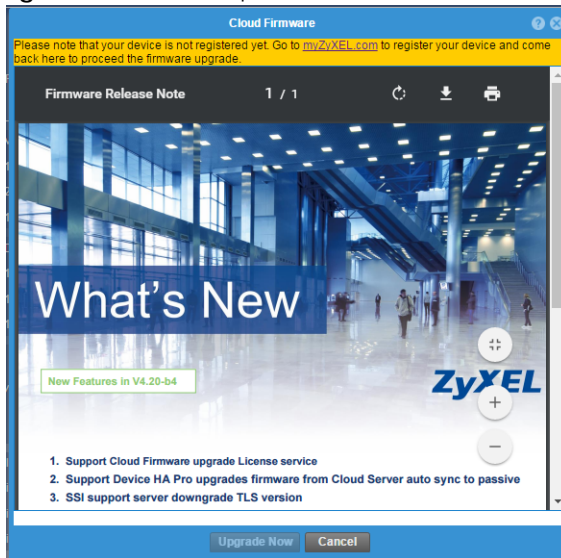 Cloud Firmware
Please note that your device is not registered yet. Go to myZyXEL.com to register your device and come
back here to proceed the firmware upgrade.
Firmware Release Note 1 / 1
What's New
New Features in V4.20-b4
ZyXEL
1. Support Cloud Firmware upgrade License service
2. Support Device HA Pro upgrades firmware from Cloud Server auto sync to passive
3. SSI support server downgrade TLS version
Upgrade Now Cancel